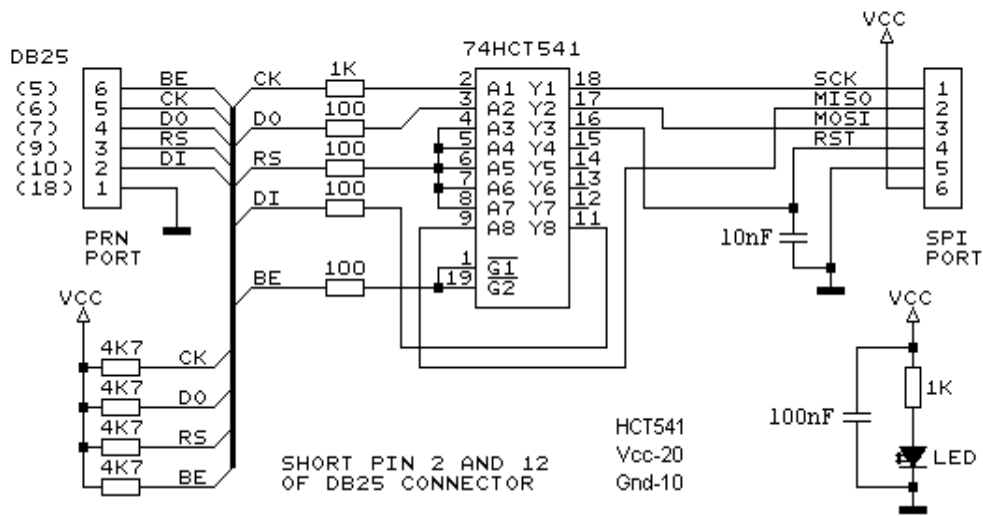 DB25
(5) 6 BE
(6) 5 CK
(7) 4 DO
(9) 3 RS
(10) 2 DI
(18) 1
PRN
PORT
CK 1K
DO 100
RS 100
DI 100
BE 100
74HCT541
2 A1 Y1 18
3 A2 Y2 17
4 A3 Y3 16
5 A4 Y4 15
6 A5 Y5 14
7 A6 Y6 13
8 A7 Y7 12
9 A8 Y8 11
1 G1
19 G2
VCC
SCK 1
MISO 2
MOSI 3
RST 4
5
6
10nF
SPI
PORT
VCC
4K7 CK
4K7 DO
4K7 RS
4K7 BE
SHORT PIN 2 AND 12
OF DB25 CONNECTOR
HCT541
Vcc-20
Gnd-10
VCC
1K
100nF
LED